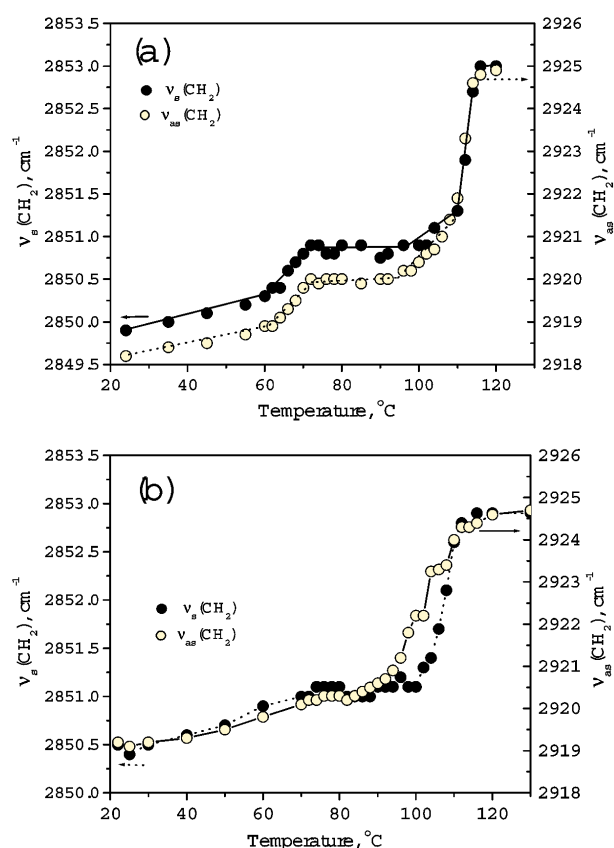 (a)
2853.5
2853.0
2852.5
2852.0
2851.5
2851.0
2850.5
2850.0
2849.5
νs(CH2), cm-1
νs(CH2)
νas(CH2)
2926
2925
2924
2923
2922
2921
2920
2919
2918
νas(CH2), cm-1
20 40 60 80 100 120
Temperature, °C
(b)
2853.5
2853.0
2852.5
2852.0
2851.5
2851.0
2850.5
2850.0
νs(CH2), cm-1
νs(CH2)
νas(CH2)
2926
2925
2924
2923
2922
2921
2920
2919
2918
νas(CH2), cm-1
20 40 60 80 100 120
Temperature, °C